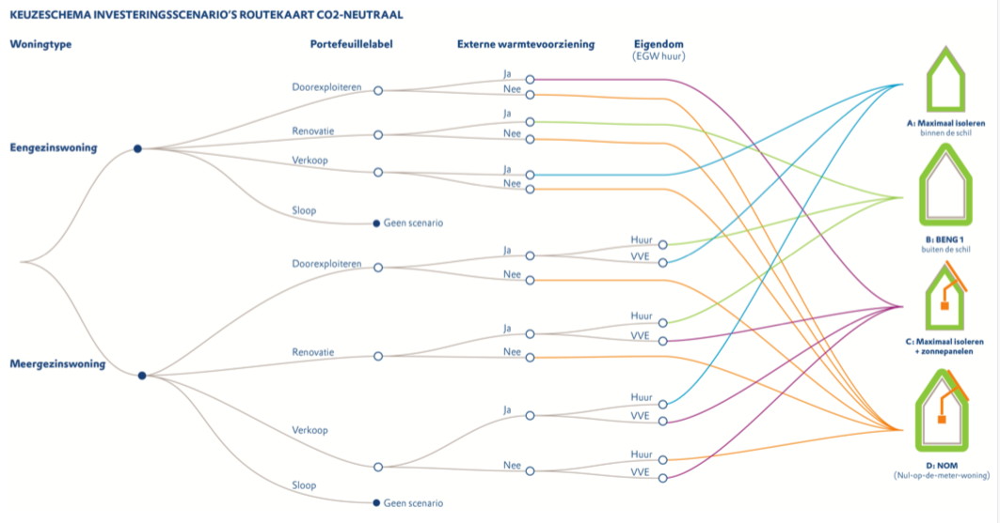 KEUZESCHEMA INVESTERINGSSCENARIO'S ROUTEKAART CO2-NEUTRAAL
Woningtype
Portefeuillelabel
Externe warmtevoorziening
Eigendom
(EGW huur)
Eengezinswoning
Doorexploiteren
Ja
Nee
Renovatie
Ja
Nee
Verkoop
Ja
Nee
Sloop
Geen scenario
Meergezinswoning
Doorexploiteren
Ja
Huur
VVE
Nee
Renovatie
Ja
Huur
VVE
Nee
Verkoop
Ja
Huur
VVE
Nee
Huur
VVE
Sloop
Geen scenario
A: Maximaal isoleren
binnen de schil
B: BENG 1
buiten de schil
C: Maximaal isoleren
+ zonnepanelen
D: NOM
(Nul-op-de-meter-woning)